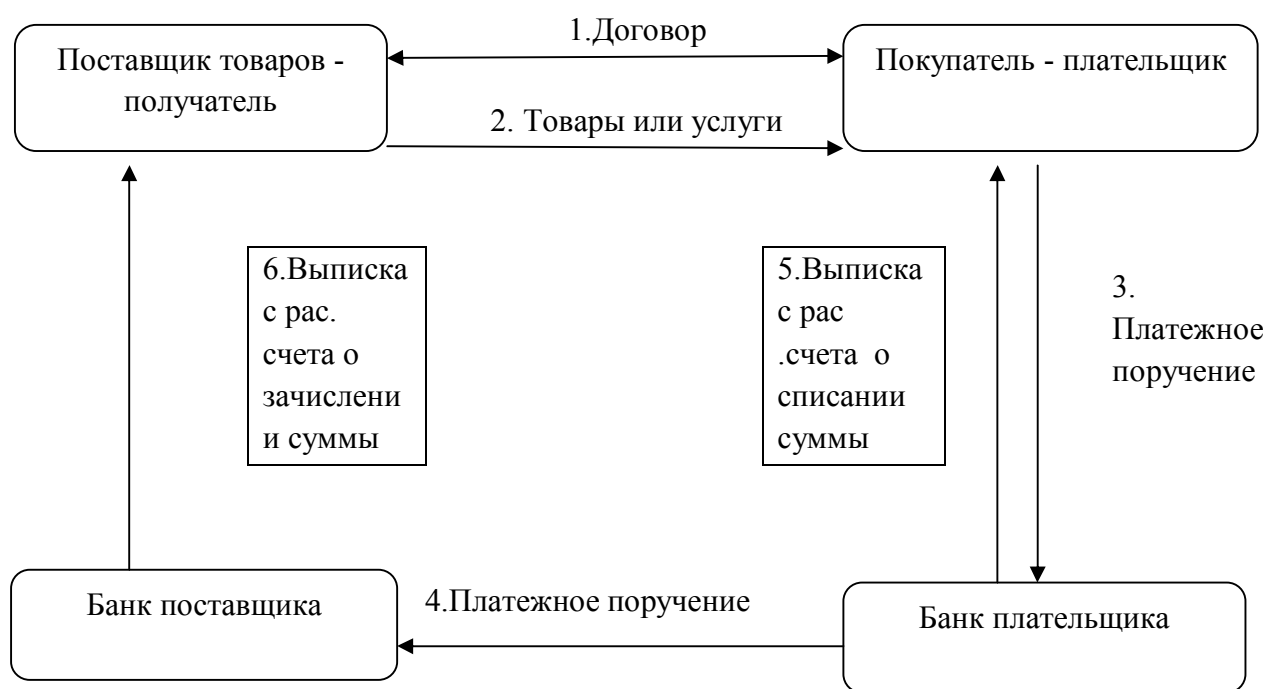 1.Договор
Поставщик товаров -
получатель
Покупатель - плательщик
2. Товары или услуги
6.Выписка
с рас.
счета о
зачислени
и суммы
5.Выписка
с рас
.счета о
списании
суммы
3.
Платежное
поручение
Банк поставщика
4.Платежное поручение
Банк плательщика